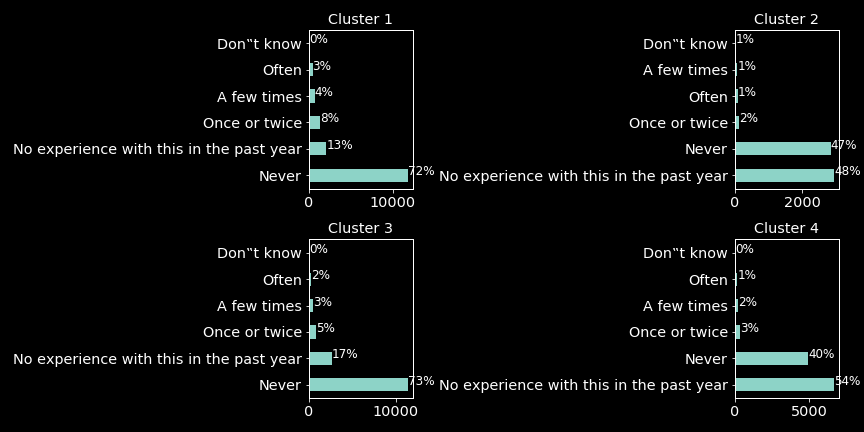 Cluster 1
Don‟t know 0%
Often 3%
A few times 4%
Once or twice 8%
No experience with this in the past year 13%
Never 72%
0 10000
Cluster 2
Don‟t know 1%
A few times 1%
Often 1%
Once or twice 2%
Never 47%
No experience with this in the past year 48%
0 2000
Cluster 3
Don‟t know 0%
Often 2%
A few times 3%
Once or twice 5%
No experience with this in the past year 17%
Never 73%
0 10000
Cluster 4
Don‟t know 0%
Often 1%
A few times 2%
Once or twice 3%
Never 40%
No experience with this in the past year 54%
0 5000